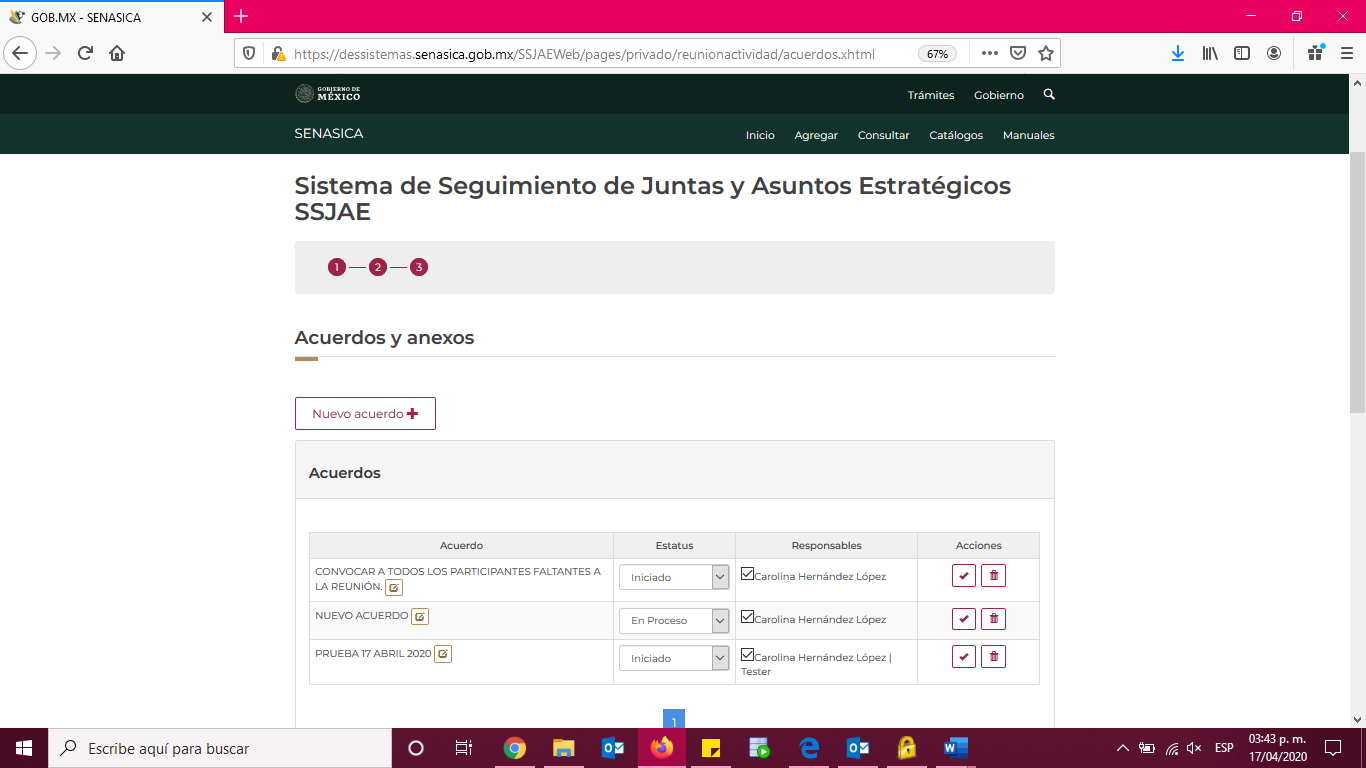 GOB.MX - SENASICA
https://dessistemas.senasica.gob.mx/SSJAEWeb/pages/privado/reunionactividad/acuerdos.xhtml
67%
GOBIERNO DE
MÉXICO
Trámites
Gobierno
SENASICA
Inicio
Agregar
Consultar
Catálogos
Manuales
Sistema de Seguimiento de Juntas y Asuntos Estratégicos
SSJAE
1
2
3
Acuerdos y anexos
Nuevo acuerdo
Acuerdos
Acuerdo
Estatus
Responsables
Acciones
CONVOCAR A TODOS LOS PARTICIPANTES FALTANTES A
LA REUNIÓN.
Iniciado
Carolina Hernández López
NUEVO ACUERDO
En Proceso
Carolina Hernández López
PRUEBA 17 ABRIL 2020
Iniciado
Carolina Hernández López |
Tester
1
Escribe aquí para buscar
ESP
03:43 p. m.
17/04/2020